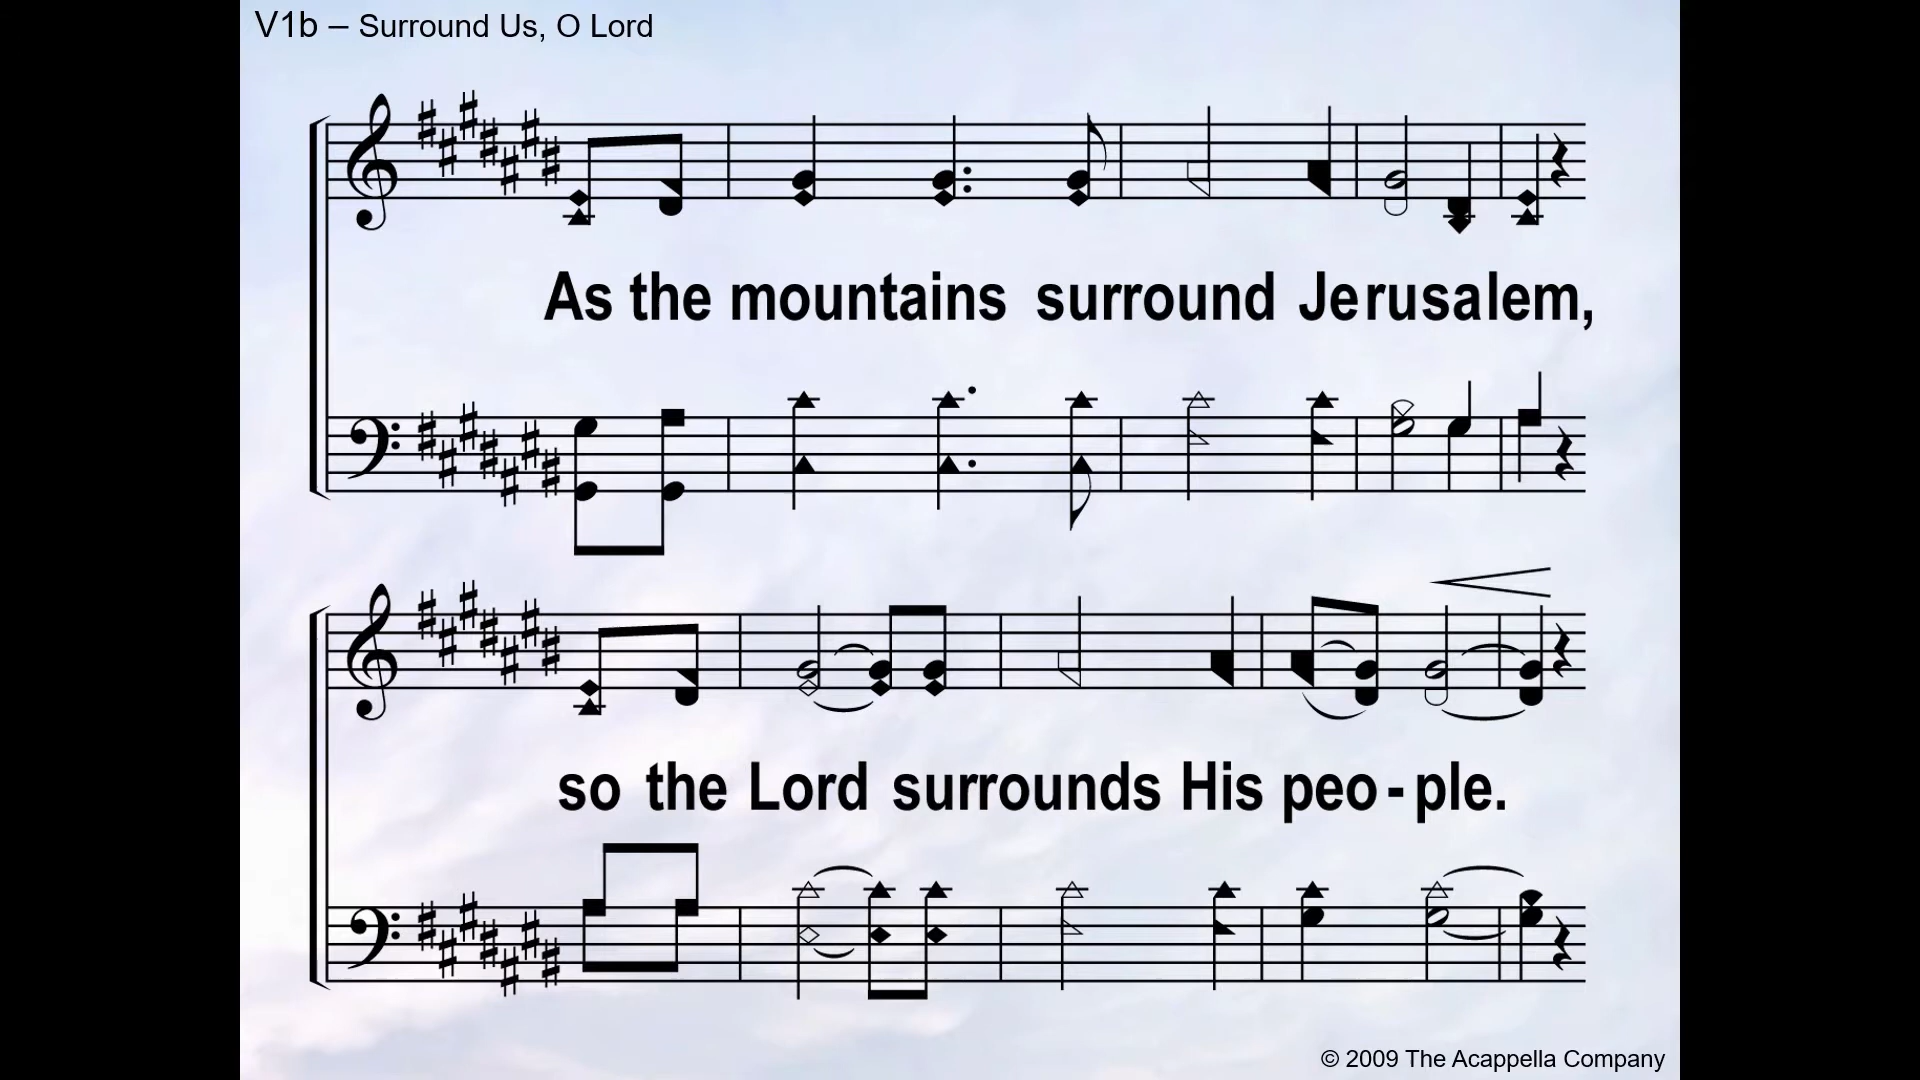 V1b – Surround Us, O Lord
As the mountains surround Jerusalem,
so the Lord surrounds His peo-ple.
© 2009 The Acappella Company